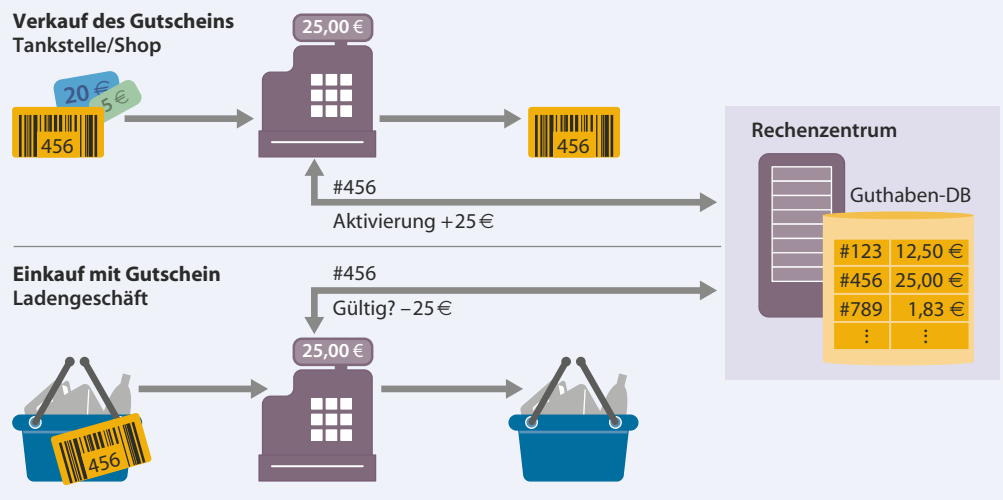 Verkauf des Gutscheins
Tankstelle/Shop
25,00 €
20 €
5 €
456
456
#456
Aktivierung +25 €
Rechenzentrum
Guthaben-DB
#123 12,50 €
#456 25,00 €
#789 1,83 €
⋮ ⋮
Einkauf mit Gutschein
Ladengeschäft
#456
Gültig? –25 €
25,00 €
456